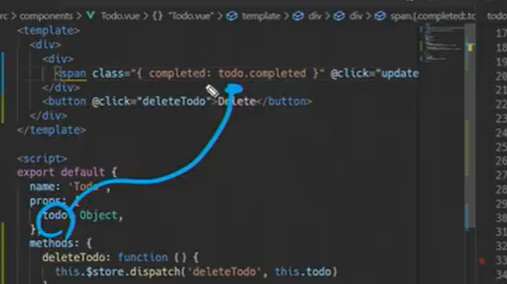 rc > components > Todo.vue > "Todo.vue" > template > div > div > span.[completed:to todo
<template>
<div>
<div>
<span class="{ completed: todo.completed }" @click="update
</div>
<button @click="deleteTodo">Delete</button>
</div>
</template>
<script>
export default {
name: 'Todo',
props: {
todo: Object,
},
methods: {
deleteTodo: function () {
this.$store.dispatch('deleteTodo', this.todo)
17
18
19
20
21
22
23
24
25
26
27
28
29
30
31
32
33
34